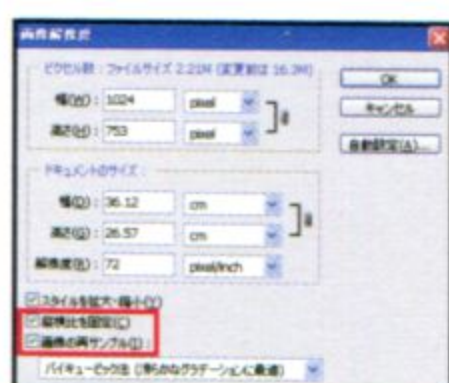 画像解像度
ピクセル数 : ファイルサイズ 2.21M (変更前は 16.3M)
OK
幅(W) : 1024 pixel
キャンセル
高さ(H) : 753 pixel
自動設定(A)...
ドキュメントのサイズ :
幅(D) : 36.12 cm
高さ(G) : 26.57 cm
解像度(R) : 72 pixel/inch
スタイルを拡大・縮小(Y)
縦横比を固定(C)
画像の再サンプル(I) :
バイキュービック法 (滑らかなグラデーションに最適)